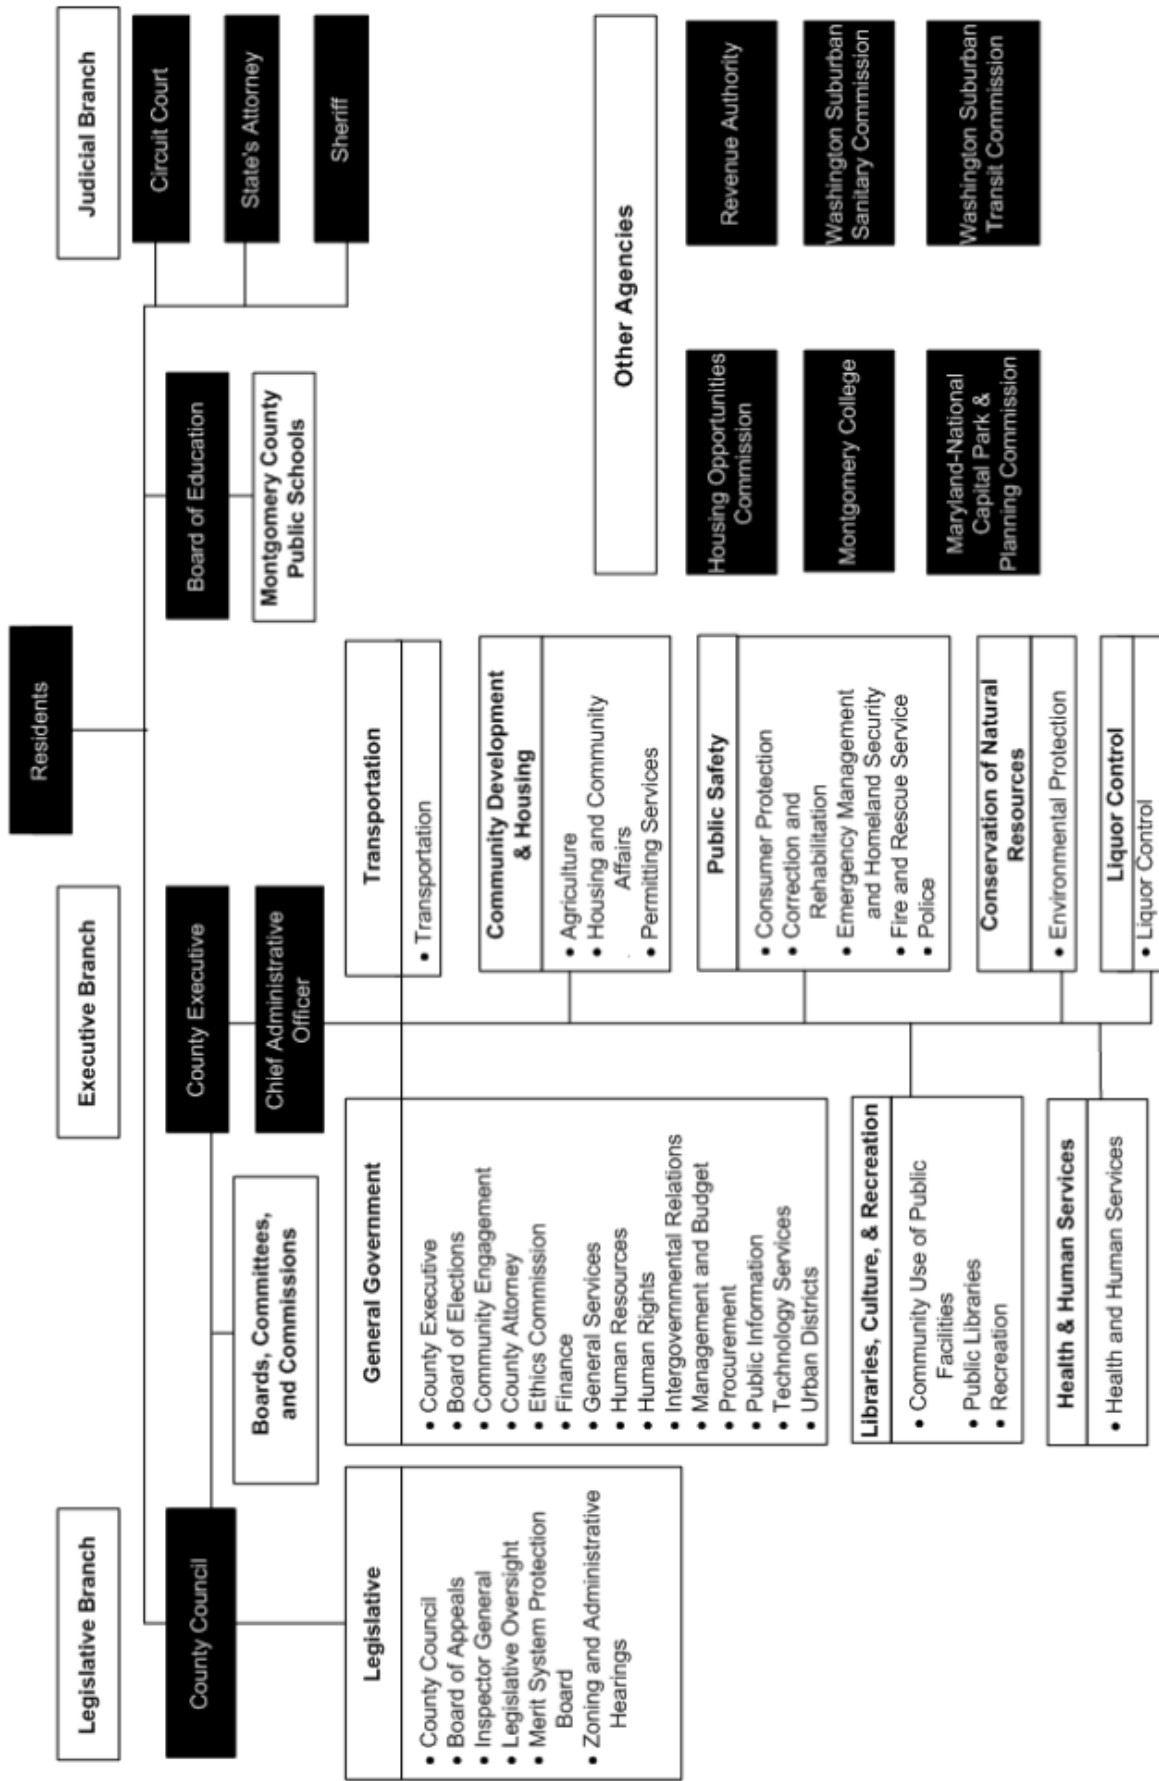 Residents
Legislative Branch
Executive Branch
Judicial Branch
County Council
County Executive
Board of Education
Circuit Court
State's Attorney
Sheriff
Boards, Committees,
and Commissions
Chief Administrative
Officer
Montgomery County
Public Schools
Legislative
• County Council
• Board of Appeals
• Inspector General
• Legislative Oversight
• Merit System Protection
Board
• Zoning and Administrative
Hearings
General Government
• County Executive
• Board of Elections
• Community Engagement
• County Attorney
• Ethics Commission
• Finance
• General Services
• Human Resources
• Human Rights
• Intergovernmental Relations
• Management and Budget
• Procurement
• Public Information
• Technology Services
• Urban Districts
Libraries, Culture, & Recreation
• Community Use of Public
Facilities
• Public Libraries
• Recreation
Health & Human Services
• Health and Human Services
Transportation
• Transportation
Community Development
& Housing
• Agriculture
• Housing and Community
Affairs
• Permitting Services
Public Safety
• Consumer Protection
• Correction and
Rehabilitation
• Emergency Management
and Homeland Security
• Fire and Rescue Service
• Police
Conservation of Natural
Resources
• Environmental Protection
Liquor Control
• Liquor Control
Other Agencies
Housing Opportunities
Commission
Revenue Authority
Montgomery College
Washington Suburban
Sanitary Commission
Maryland-National
Capital Park &
Planning Commission
Washington Suburban
Transit Commission